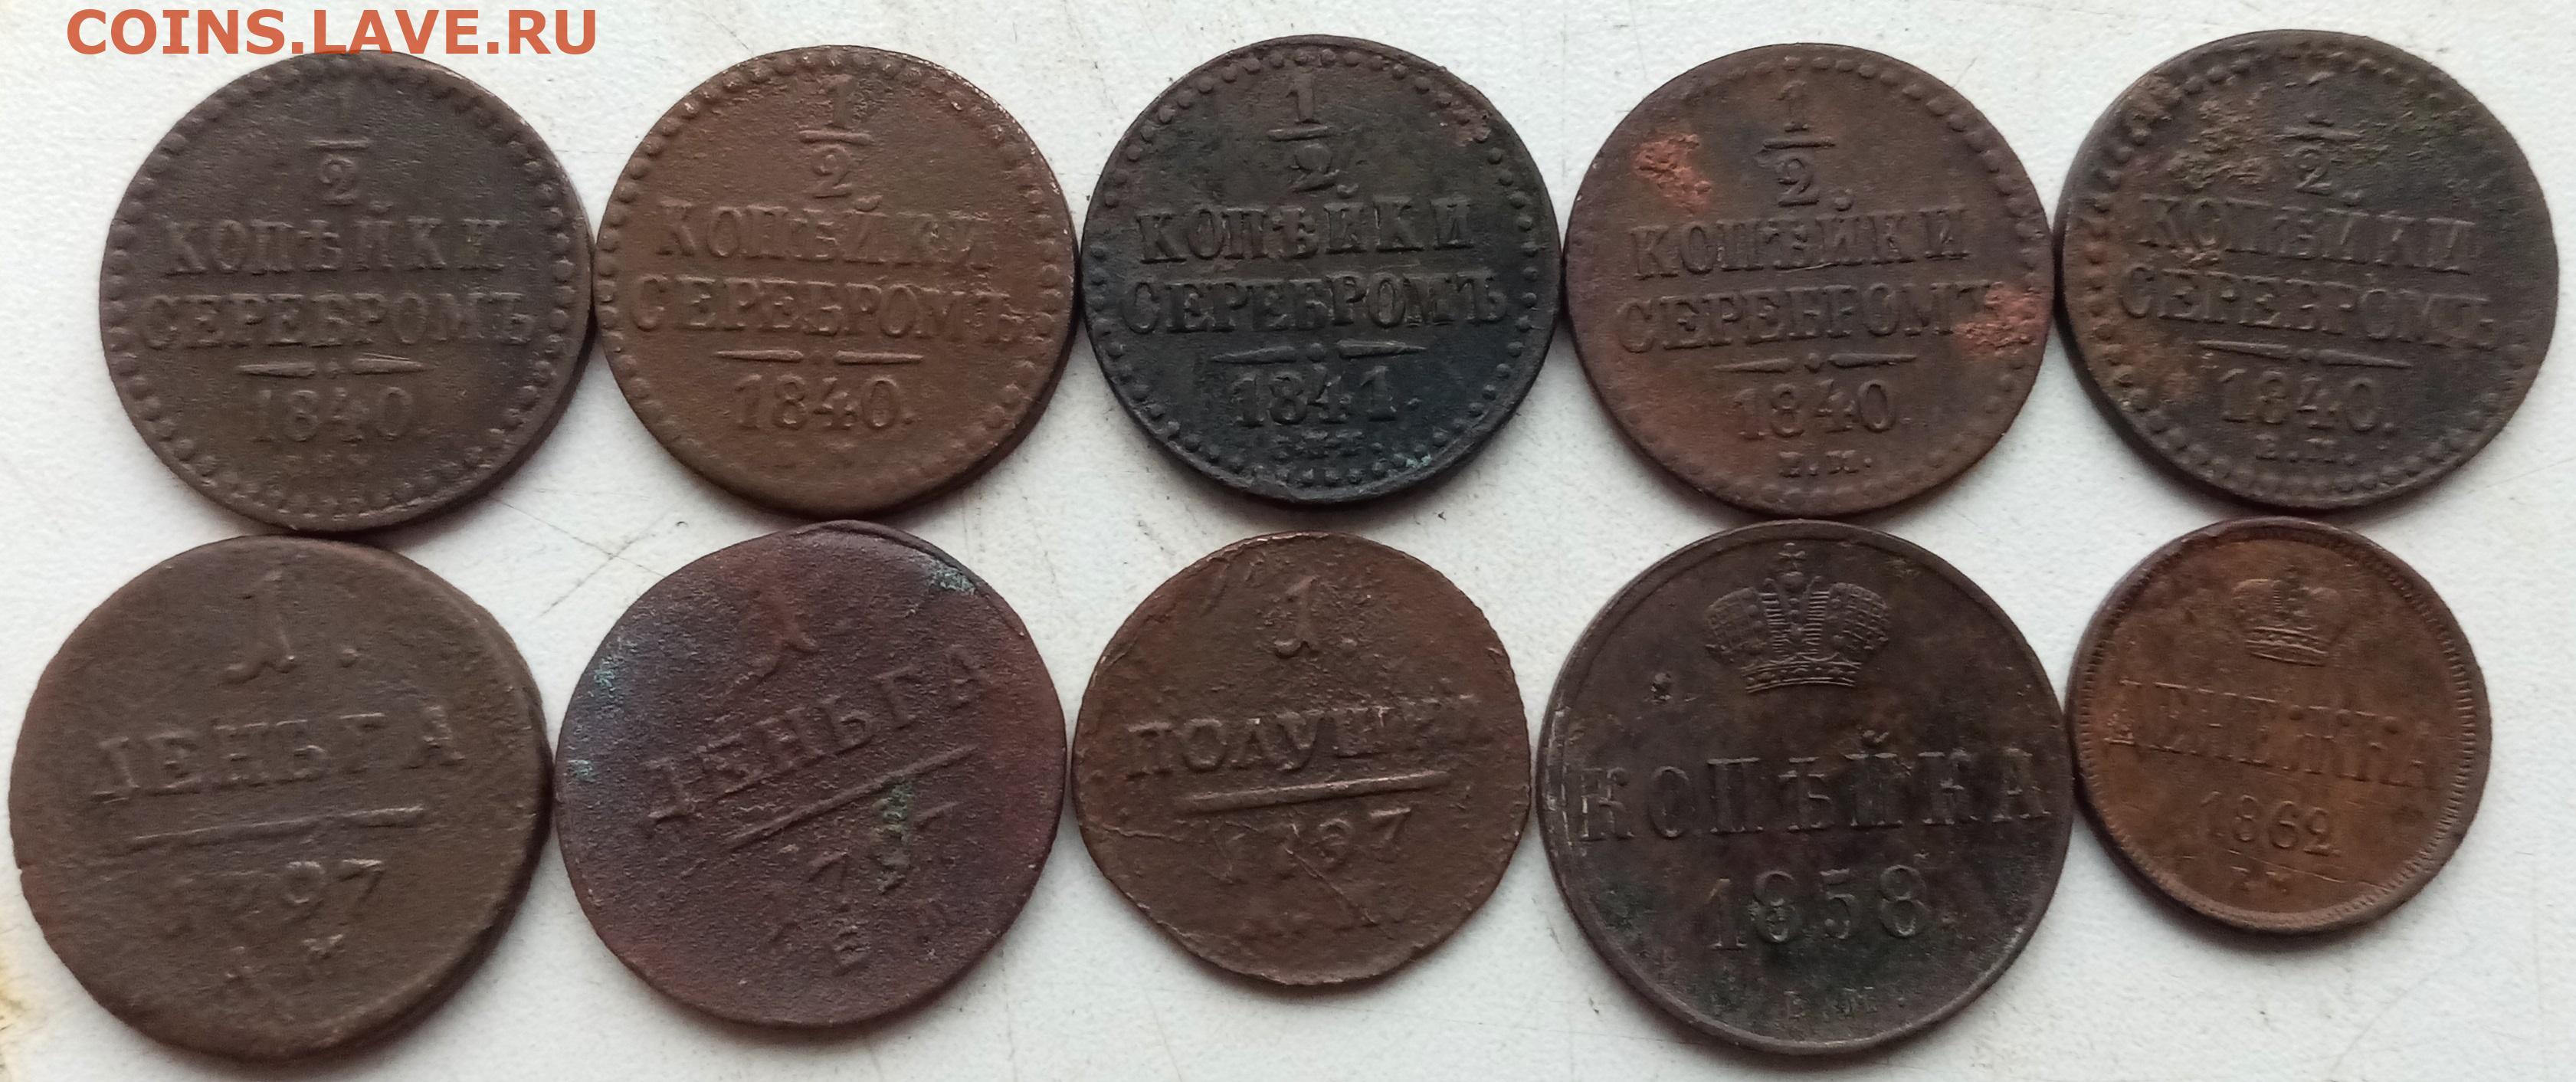 COINS.LAVE.RU
1
2
КОПѢЙКИ
СЕРЕБРОМЪ
1840
1
2
КОПѢЙКИ
СЕРЕБРОМЪ
1840.
1
2.
КОПѢЙКИ
СЕРЕБРОМЪ
1841.
1
2.
КОПѢЙКИ
СЕРЕБРОМЪ
1840.
Е.М.
1
2.
КОПѢЙКИ
СЕРЕБРОМЪ
1840.
Е.М.
1.
ДЕНЬГА
1797
А М
1
ДЕНЬГА
Е М
1.
ПОЛУШКА
1797
КОПѢЙКА
1858.
Е.М.
ДЕНЕЖКА
1862
Е М